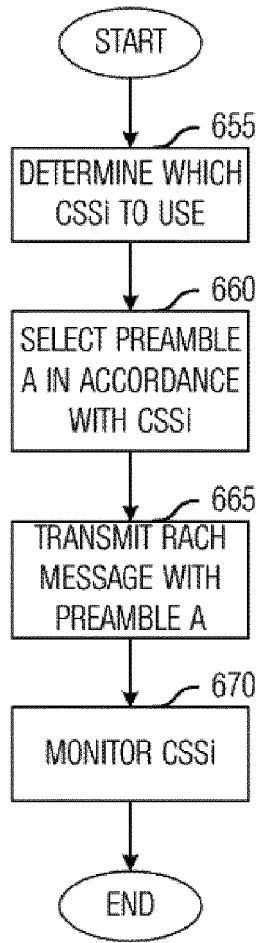 START
655
DETERMINE WHICH
CSSi TO USE
660
SELECT PREAMBLE
A IN ACCORDANCE
WITH CSSi
665
TRANSMIT RACH
MESSAGE WITH
PREAMBLE A
670
MONITOR CSSi
END